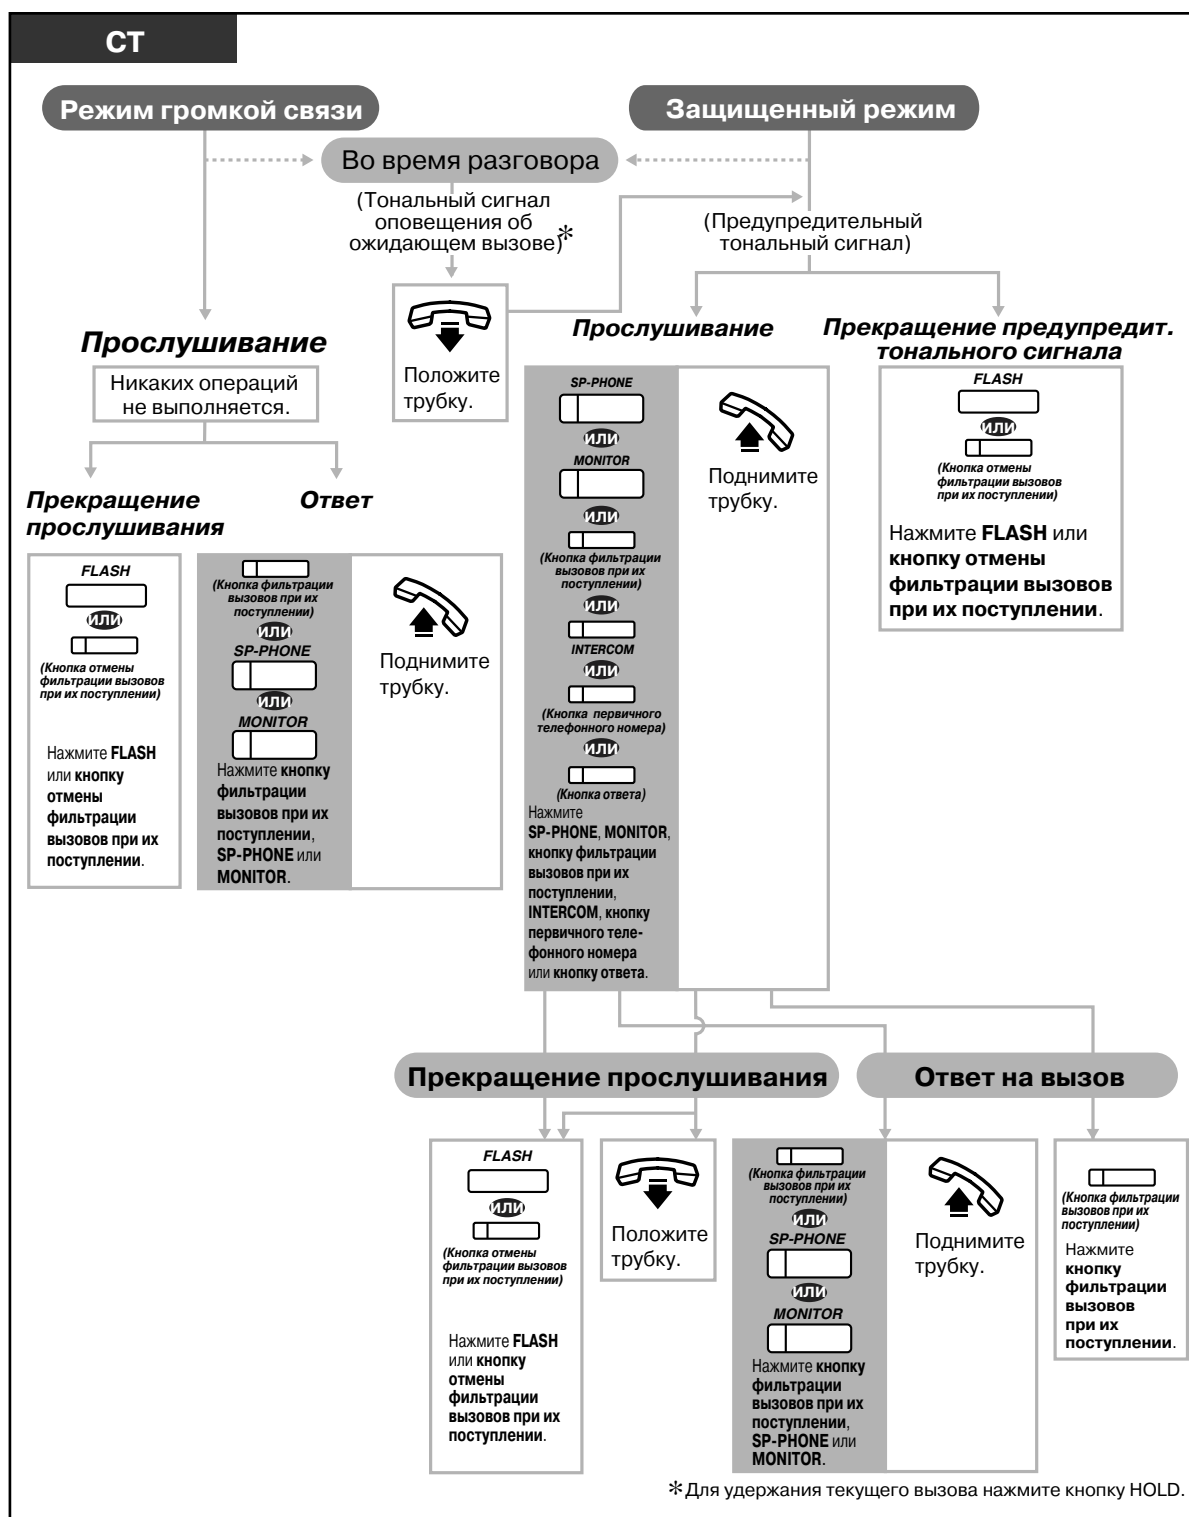 СТ
Режим громкой связи
Защищенный режим
Во время разговора
(Тональный сигнал
оповещения об
ожидающем вызове)*
(Предупредительный
тональный сигнал)
Положите
трубку.
Прослушивание
Никаких операций
не выполняется.
Прекращение
прослушивания
Ответ
FLASH
ИЛИ
(Кнопка отмены
фильтрации вызовов
при их поступлении)
Нажмите FLASH
или кнопку
отмены
фильтрации
вызовов при их
поступлении.
(Кнопка фильтрации
вызовов при их
поступлении)
ИЛИ
SP-PHONE
ИЛИ
MONITOR
Нажмите кнопку
фильтрации
вызовов при их
поступлении,
SP-PHONE или
MONITOR.
Поднимите
трубку.
Прослушивание
SP-PHONE
ИЛИ
MONITOR
ИЛИ
(Кнопка фильтрации
вызовов при их
поступлении)
ИЛИ
INTERCOM
ИЛИ
(Кнопка первичного
телефонного номера)
ИЛИ
(Кнопка ответа)
Нажмите
SP-PHONE, MONITOR,
кнопку фильтрации
вызовов при их
поступлении,
INTERCOM, кнопку
первичного теле-
фонного номера
или кнопку ответа.
Поднимите
трубку.
Прекращение предупредит.
тонального сигнала
FLASH
ИЛИ
(Кнопка отмены
фильтрации вызовов
при их поступлении)
Нажмите FLASH или
кнопку отмены
фильтрации вызовов
при их поступлении.
Прекращение прослушивания
Ответ на вызов
FLASH
ИЛИ
(Кнопка отмены
фильтрации вызовов
при их поступлении)
Нажмите FLASH
или кнопку
отмены
фильтрации
вызовов при их
поступлении.
Положите
трубку.
(Кнопка фильтрации
вызовов при их
поступлении)
ИЛИ
SP-PHONE
ИЛИ
MONITOR
Нажмите кнопку
фильтрации
вызовов при их
поступлении,
SP-PHONE или
MONITOR.
Поднимите
трубку.
(Кнопка фильтрации
вызовов при их
поступлении)
Нажмите
кнопку
фильтрации
вызовов
при их
поступлении.
* Для удержания текущего вызова нажмите кнопку HOLD.